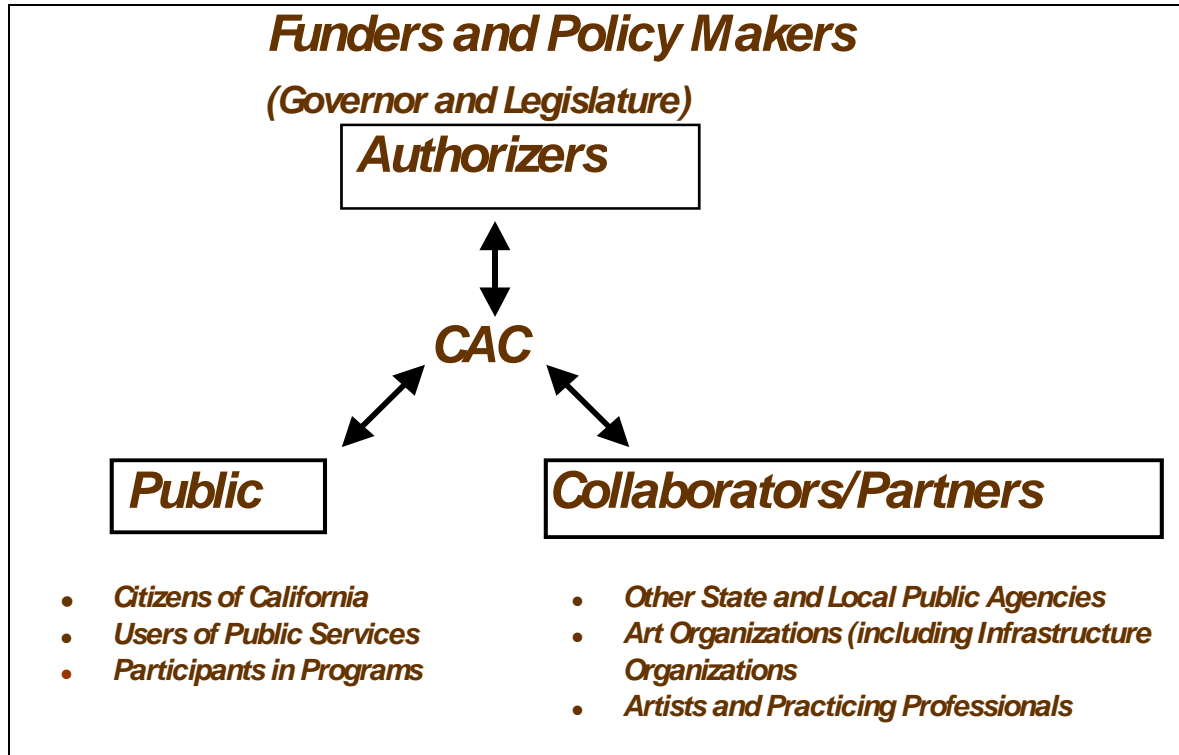 Funders and Policy Makers
(Governor and Legislature)
Authorizers
CAC
Public
Collaborators/Partners
• Citizens of California
• Users of Public Services
• Participants in Programs
• Other State and Local Public Agencies
• Art Organizations (including Infrastructure
Organizations
• Artists and Practicing Professionals